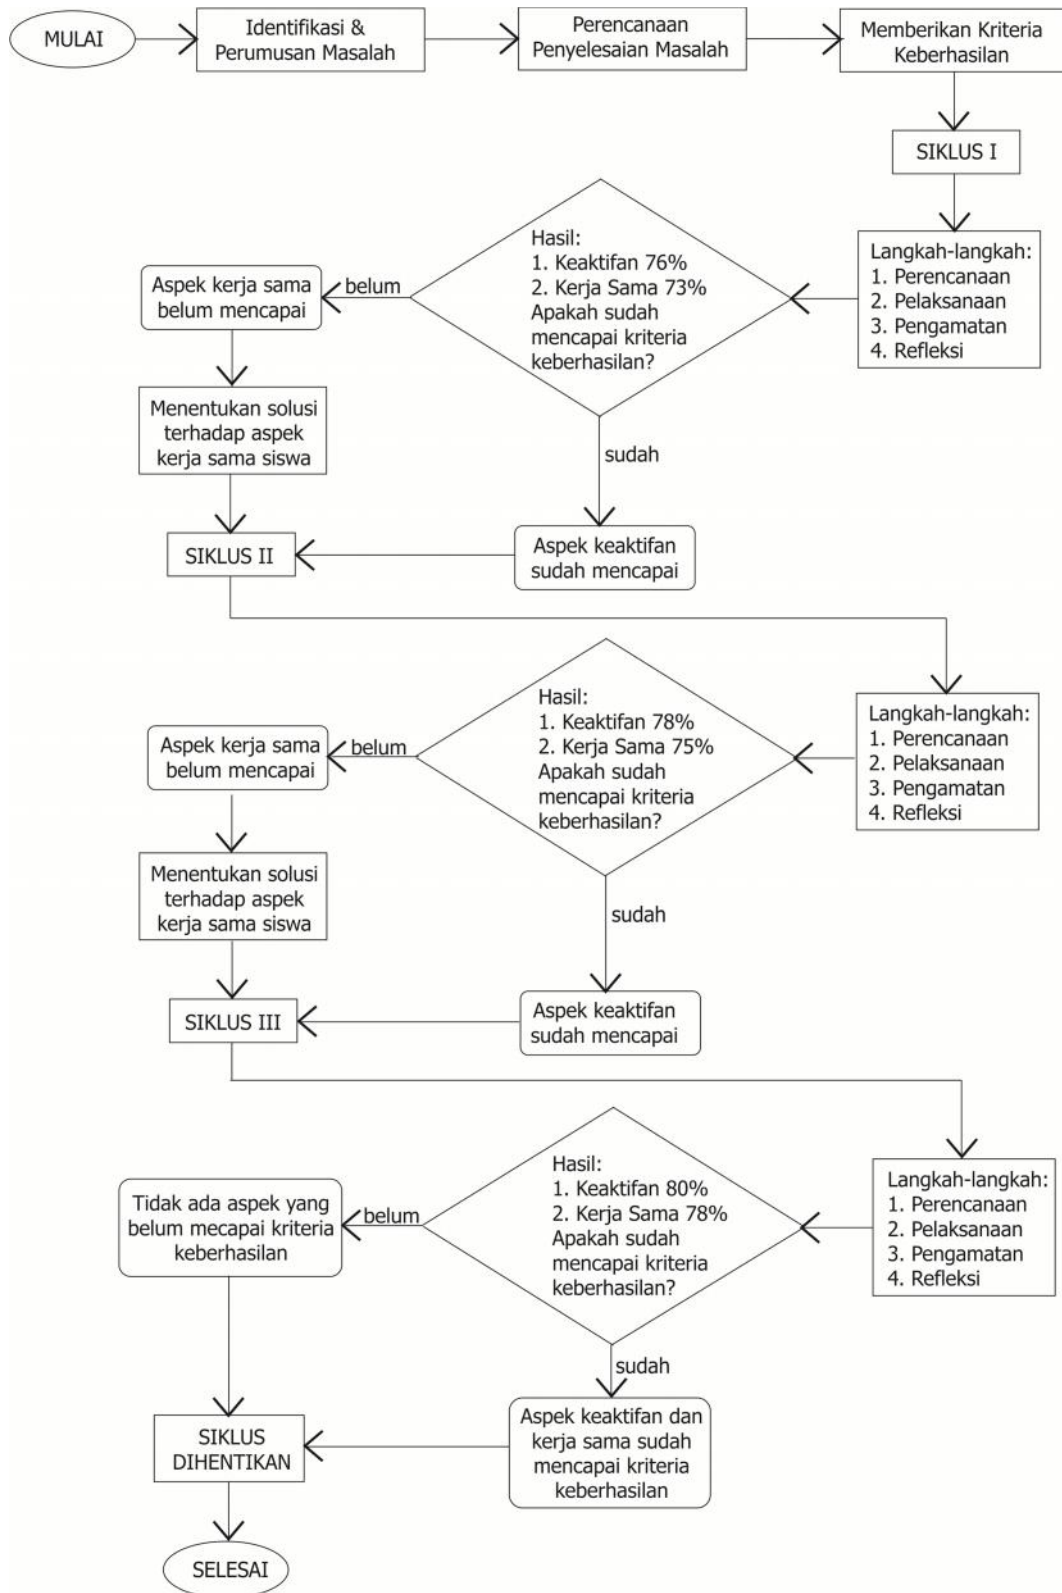 MULAI
Identifikasi &
Perumusan Masalah
Perencanaan
Penyelesaian Masalah
Memberikan Kriteria
Keberhasilan
SIKLUS I
Langkah-langkah:
1. Perencanaan
2. Pelaksanaan
3. Pengamatan
4. Refleksi
Hasil:
1. Keaktifan 76%
2. Kerja Sama 73%
Apakah sudah
mencapai kriteria
keberhasilan?
belum
Aspek kerja sama
belum mencapai
Menentukan solusi
terhadap aspek
kerja sama siswa
sudah
Aspek keaktifan
sudah mencapai
SIKLUS II
Langkah-langkah:
1. Perencanaan
2. Pelaksanaan
3. Pengamatan
4. Refleksi
Hasil:
1. Keaktifan 78%
2. Kerja Sama 75%
Apakah sudah
mencapai kriteria
keberhasilan?
belum
Aspek kerja sama
belum mencapai
Menentukan solusi
terhadap aspek
kerja sama siswa
sudah
Aspek keaktifan
sudah mencapai
SIKLUS III
Langkah-langkah:
1. Perencanaan
2. Pelaksanaan
3. Pengamatan
4. Refleksi
Hasil:
1. Keaktifan 80%
2. Kerja Sama 78%
Apakah sudah
mencapai kriteria
keberhasilan?
belum
Tidak ada aspek yang
belum mecapai kriteria
keberhasilan
sudah
Aspek keaktifan dan
kerja sama sudah
mencapai kriteria
keberhasilan
SIKLUS
DIHENTIKAN
SELESAI